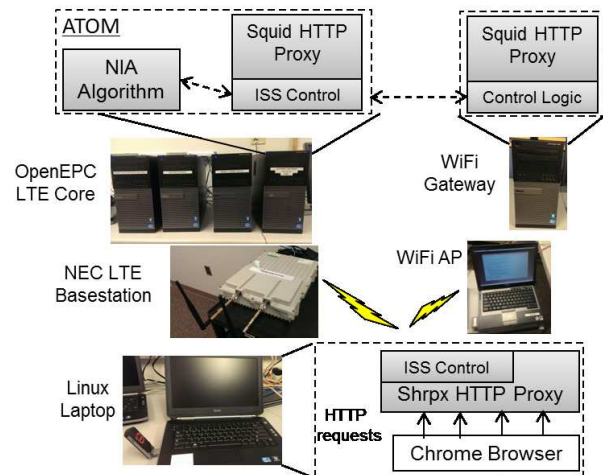 ATOM
NIA
Algorithm
Squid HTTP
Proxy
ISS Control
Squid HTTP
Proxy
Control Logic
OpenEPC
LTE Core
WiFi
Gateway
NEC LTE
Basestation
WiFi AP
Linux
Laptop
ISS Control
Shrpx HTTP Proxy
HTTP
requests
Chrome Browser